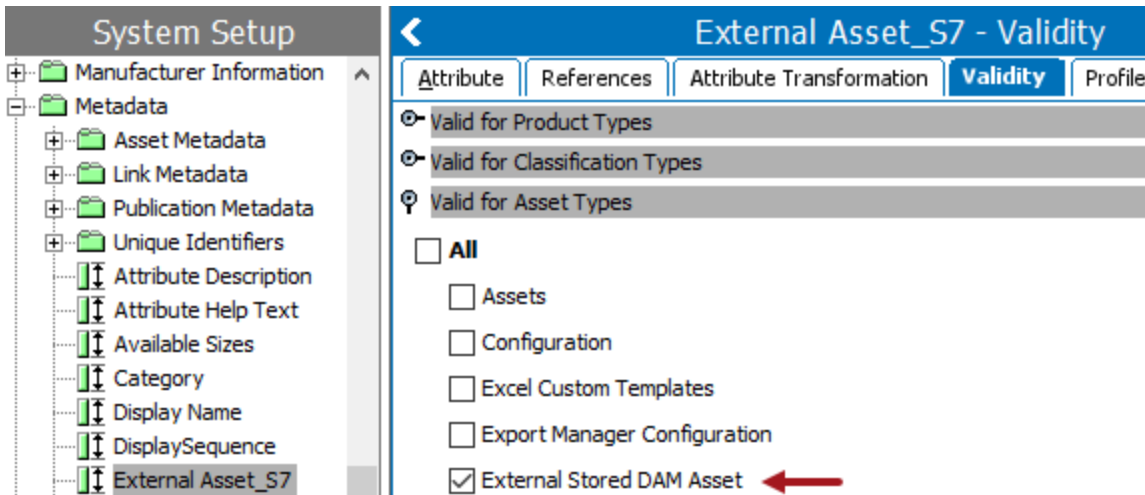 System Setup
Manufacturer Information
Metadata
Asset Metadata
Link Metadata
Publication Metadata
Unique Identifiers
Attribute Description
Attribute Help Text
Available Sizes
Category
Display Name
DisplaySequence
External Asset_S7
External Asset_S7 - Validity
Attribute References Attribute Transformation Validity Profile
Valid for Product Types
Valid for Classification Types
Valid for Asset Types
All
Assets
Configuration
Excel Custom Templates
Export Manager Configuration
External Stored DAM Asset